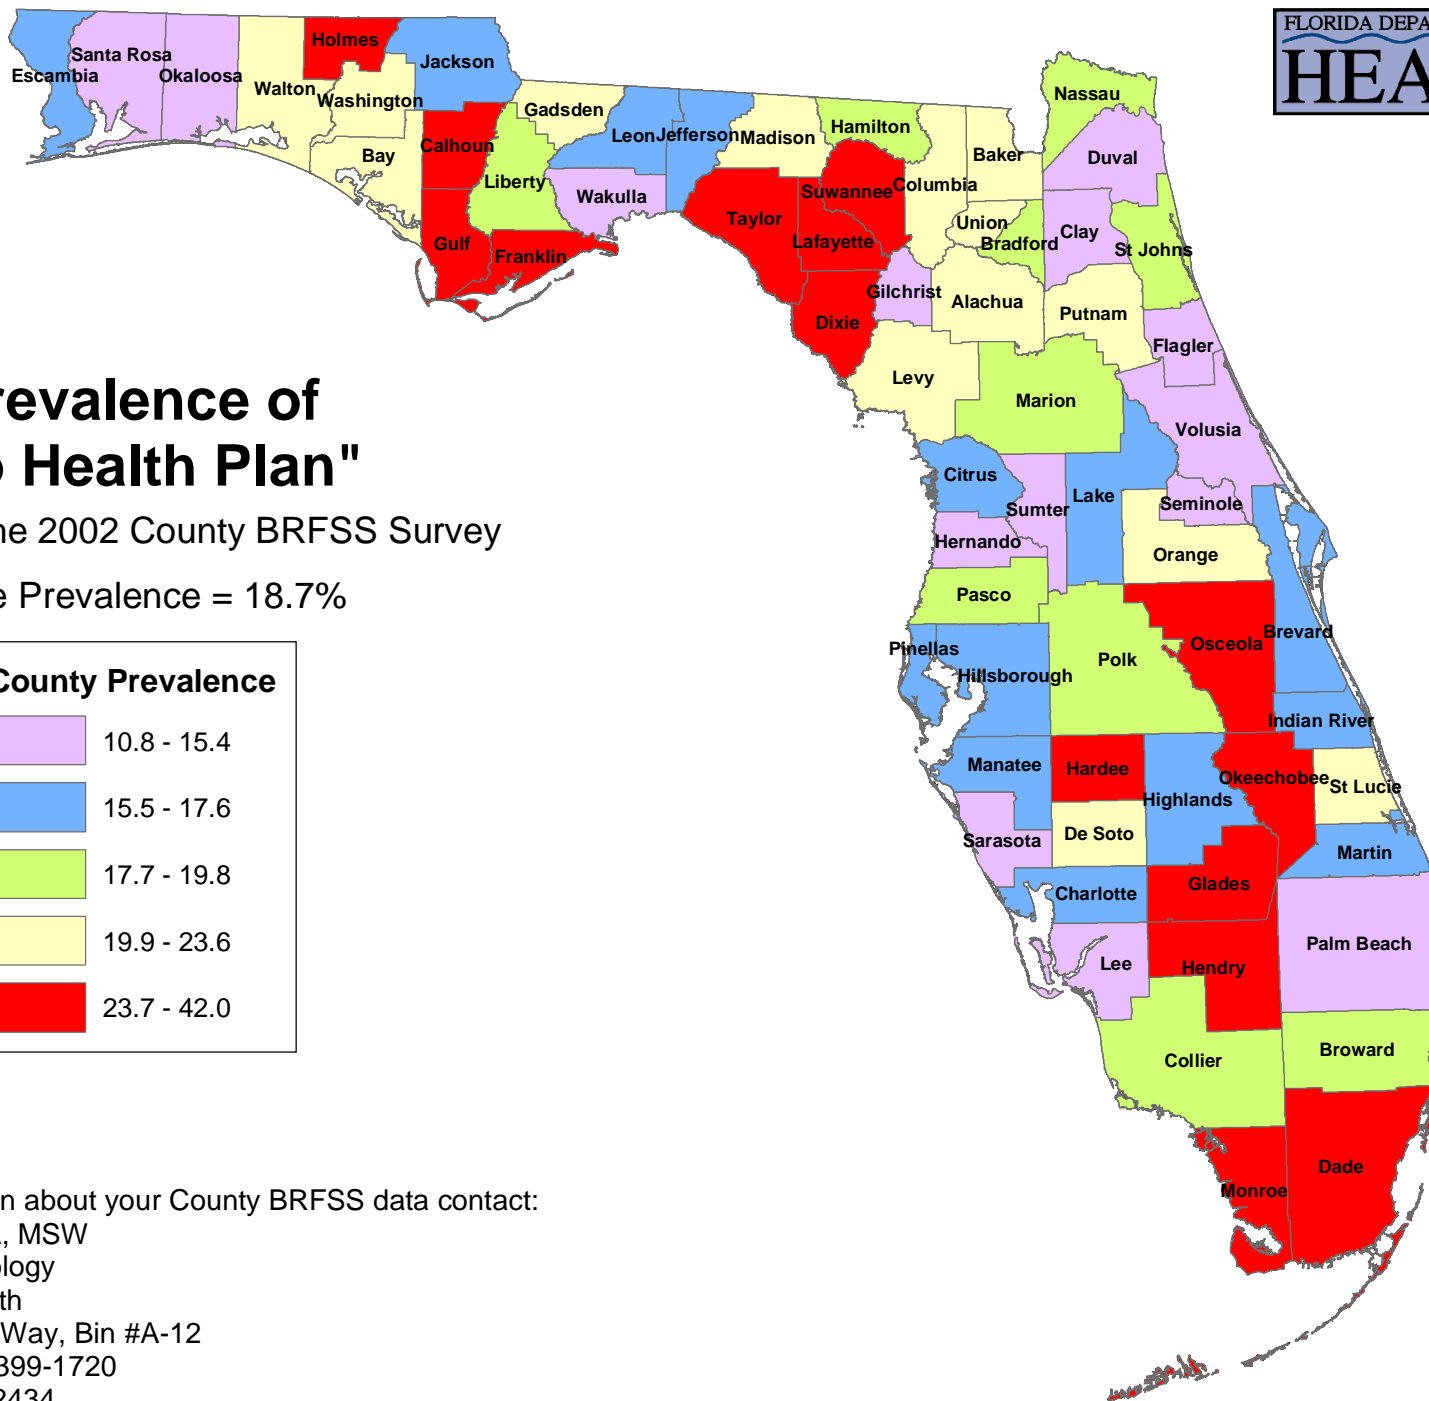 FLORIDA DEPA
HEA
Holmes
Santa Rosa
Jackson
Escambia
Okaloosa
Walton
Washington
Gadsden
Nassau
Leon
Jefferson
Madison
Hamilton
Calhoun
Bay
Baker
Duval
Liberty
Wakulla
Suwannee
Columbia
Taylor
Union
Clay
Bradford
Gulf
Franklin
Lafayette
St Johns
Gilchrist
Alachua
Putnam
Dixie
Flagler
Levy
Marion
Volusia
Citrus
Lake
Sumter
Seminole
Hernando
Orange
Pasco
Pinellas
Hillsborough
Polk
Osceola
Brevard
Indian River
Manatee
Hardee
Okeechobee
St Lucie
Highlands
Sarasota
De Soto
Martin
Charlotte
Glades
Palm Beach
Lee
Hendry
Collier
Broward
Dade
Monroe
revalence of
o Health Plan"
ne 2002 County BRFSS Survey
e Prevalence = 18.7%
County Prevalence
10.8 - 15.4
15.5 - 17.6
17.7 - 19.8
19.9 - 23.6
23.7 - 42.0
n about your County BRFSS data contact:
, MSW
ology
th
Way, Bin #A-12
399-1720
2434